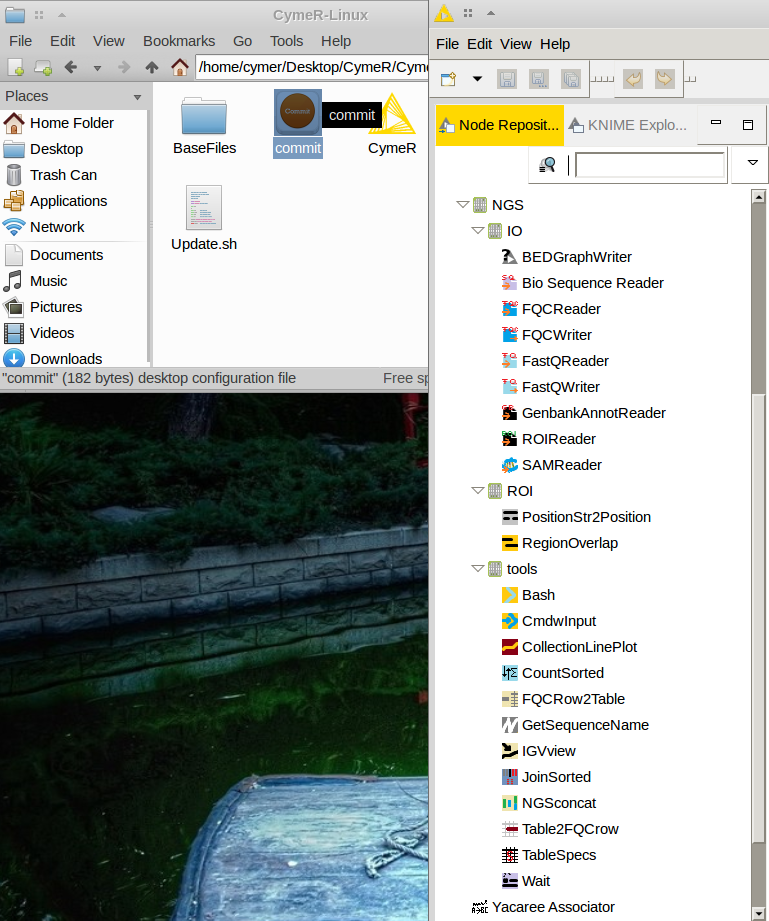 CymeR-Linux
File Edit View Bookmarks Go Tools Help
/home/cymer/Desktop/CymeR/Cyme
Places
Home Folder
Desktop
Trash Can
Applications
Network
Documents
Music
Pictures
Videos
Downloads
BaseFiles
Commit
commit
commit
CymeR
Update.sh
"commit" (182 bytes) desktop configuration file
Free sp
File Edit View Help
Node Reposit...
KNIME Explo...
NGS
IO
BEDGraphWriter
Bio Sequence Reader
FQCReader
FQCWriter
FastQReader
FastQWriter
GenbankAnnotReader
ROIReader
SAMReader
ROI
PositionStr2Position
RegionOverlap
tools
Bash
CmdwInput
CollectionLinePlot
CountSorted
FQCRow2Table
GetSequenceName
IGVview
JoinSorted
NGSconcat
Table2FQCrow
TableSpecs
Wait
Yacaree Associator